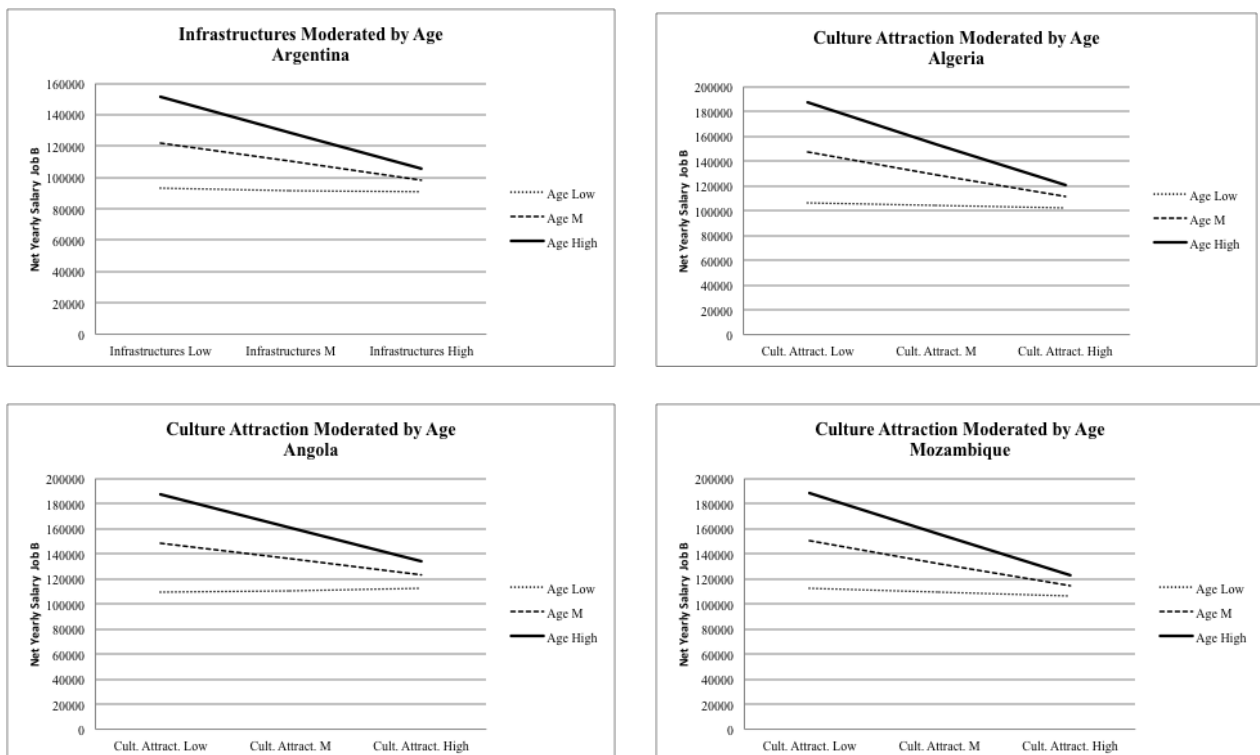 Infrastructures Moderated by Age
Argentina
Net Yearly Salary Job B
160000
140000
120000
100000
80000
60000
40000
20000
0
Infrastructures Low
Infrastructures M
Infrastructures High
Age Low
Age M
Age High
Culture Attraction Moderated by Age
Algeria
Net Yearly Salary Job B
200000
180000
160000
140000
120000
100000
80000
60000
40000
20000
0
Cult. Attract. Low
Cult. Attract. M
Cult. Attract. High
Age Low
Age M
Age High
Culture Attraction Moderated by Age
Angola
Net Yearly Salary Job B
200000
180000
160000
140000
120000
100000
80000
60000
40000
20000
0
Cult. Attract. Low
Cult. Attract. M
Cult. Attract. High
Age Low
Age M
Age High
Culture Attraction Moderated by Age
Mozambique
Net Yearly Salary Job B
200000
180000
160000
140000
120000
100000
80000
60000
40000
20000
0
Cult. Attract. Low
Cult. Attract. M
Cult. Attract. High
Age Low
Age M
Age High